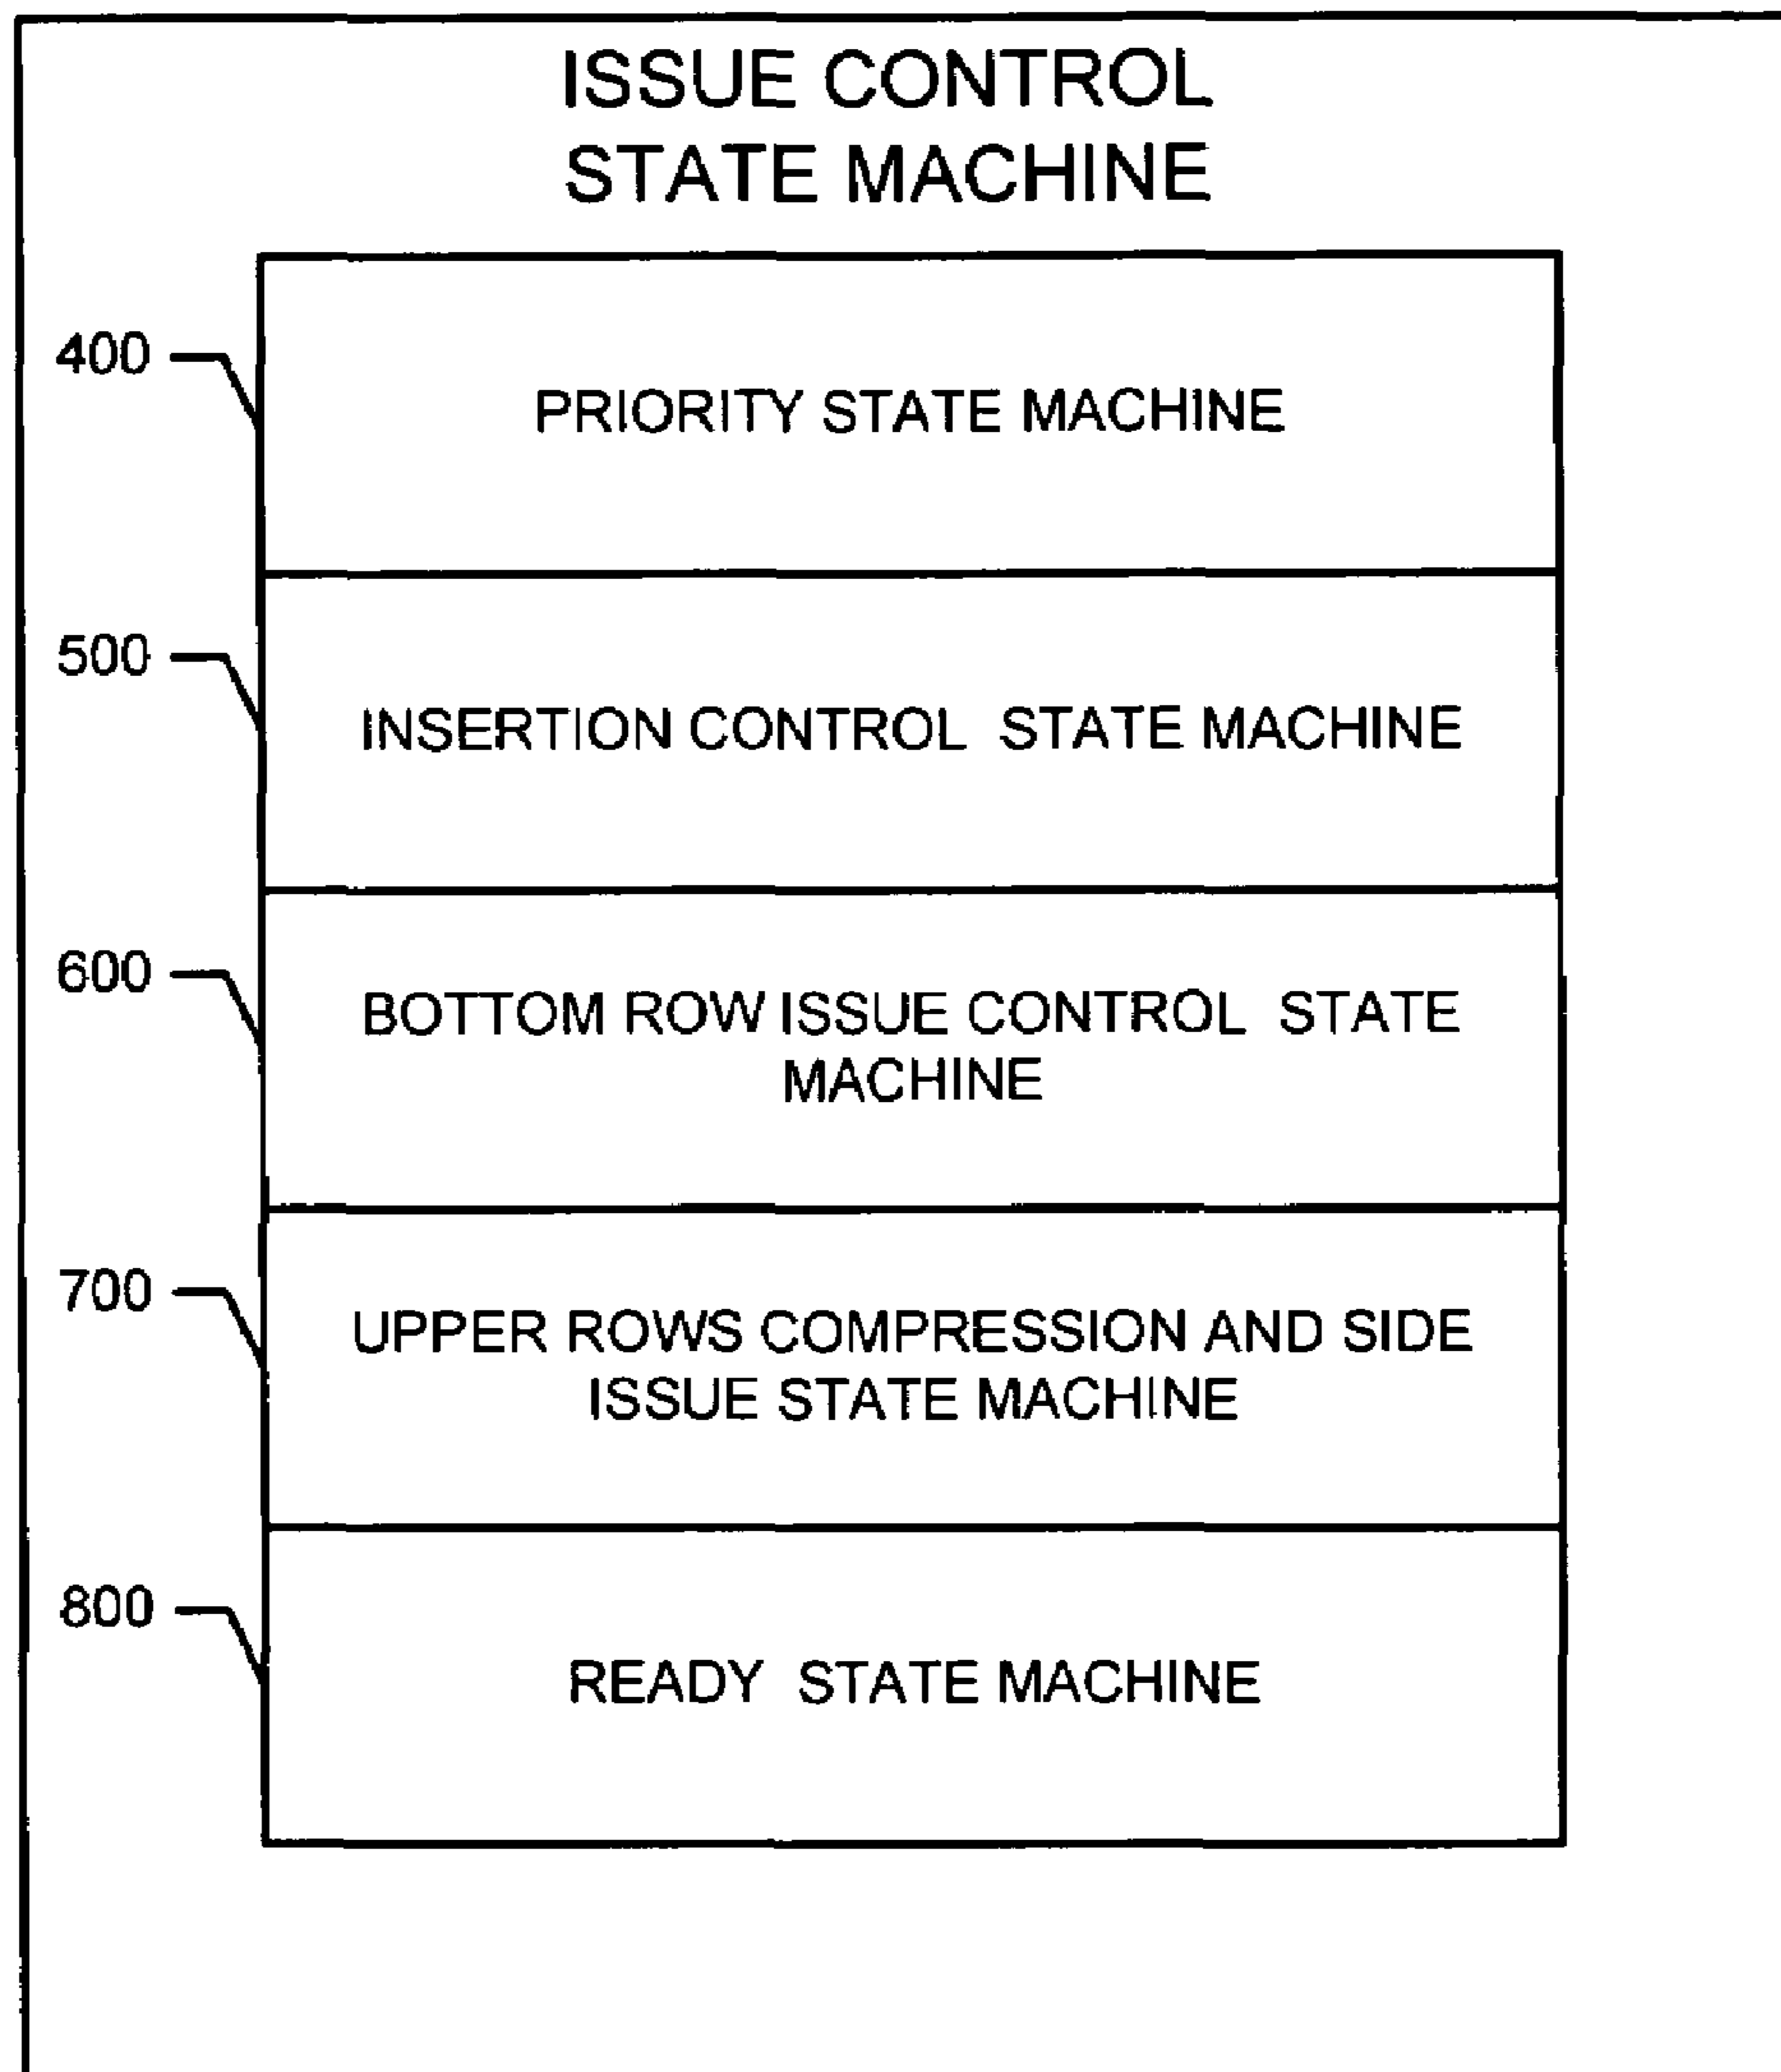 ISSUE CONTROL
STATE MACHINE
400
PRIORITY STATE MACHINE
500
INSERTION CONTROL STATE MACHINE
600
BOTTOM ROW ISSUE CONTROL STATE
MACHINE
700
UPPER ROWS COMPRESSION AND SIDE
ISSUE STATE MACHINE
800
READY STATE MACHINE